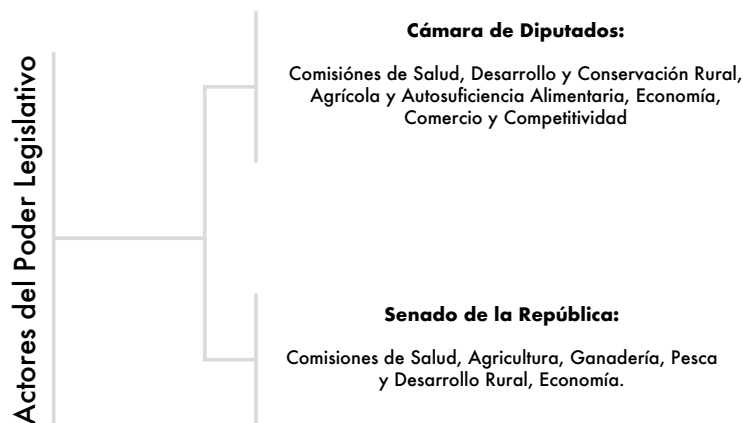 Actores del Poder Legislativo
Cámara de Diputados:
Comisiónes de Salud, Desarrollo y Conservación Rural,
Agrícola y Autosuficiencia Alimentaria, Economía,
Comercio y Competitividad
Senado de la República:
Comisiones de Salud, Agricultura, Ganadería, Pesca
y Desarrollo Rural, Economía.